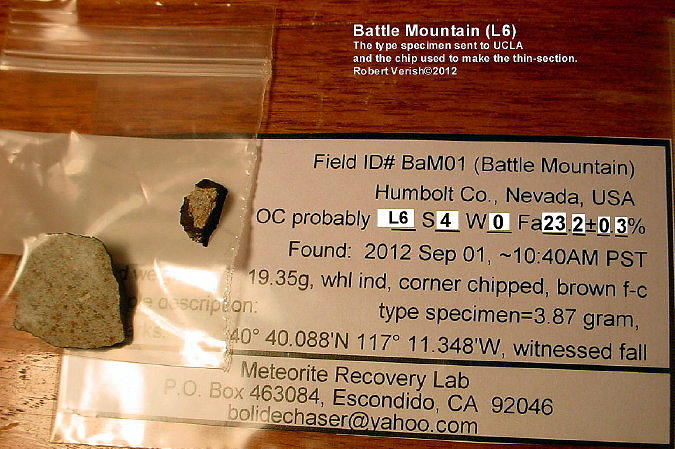 Battle Mountain (L6)
The type specimen sent to UCLA
and the chip used to make the thin-section.
Robert Verish©2012
Field ID# BaM01 (Battle Mountain)
Humbolt Co., Nevada, USA
OC probably L6 S4 W0 Fa23.2±0.3%
Found: 2012 Sep 01, ~10:40AM PST
19.35g, whl ind, corner chipped, brown f-c
description: type specimen=3.87 gram,
40° 40.088'N 117° 11.348'W, witnessed fall
Meteorite Recovery Lab
P.O. Box 463084, Escondido, CA 92046
bolidechaser@yahoo.com